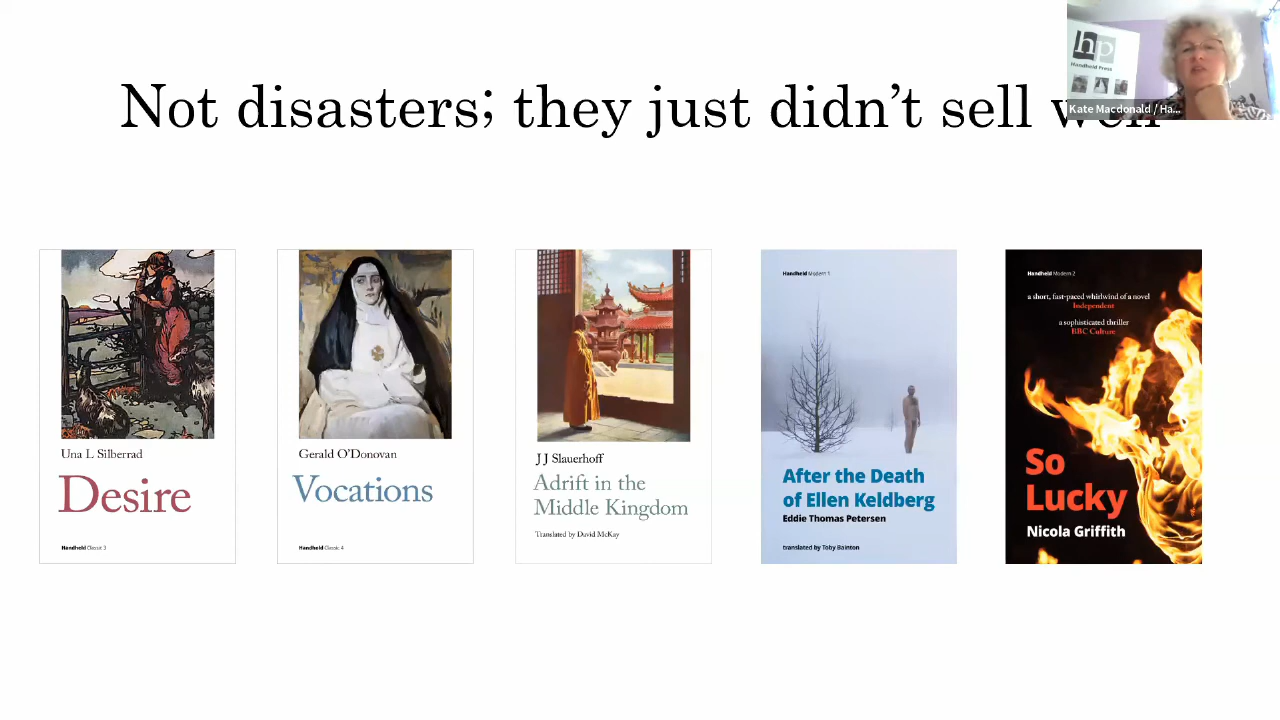 Not disasters; they just didn't sell well
hp
Handheld Press
Kate Macdonald / Ha...
Una L Silberrad
Desire
Handheld Classic 3
Gerald O'Donovan
Vocations
Handheld Classic 4
J J Slauerhoff
Adrift in the
Middle Kingdom
Translated by David McKay
Handheld Modern 1
After the Death
of Ellen Keldberg
Eddie Thomas Petersen
translated by Toby Bainton
Handheld Modern 2
a short, fast-paced whirlwind of a novel
Independent
a sophisticated thriller
BBC Culture
So
Lucky
Nicola Griffith